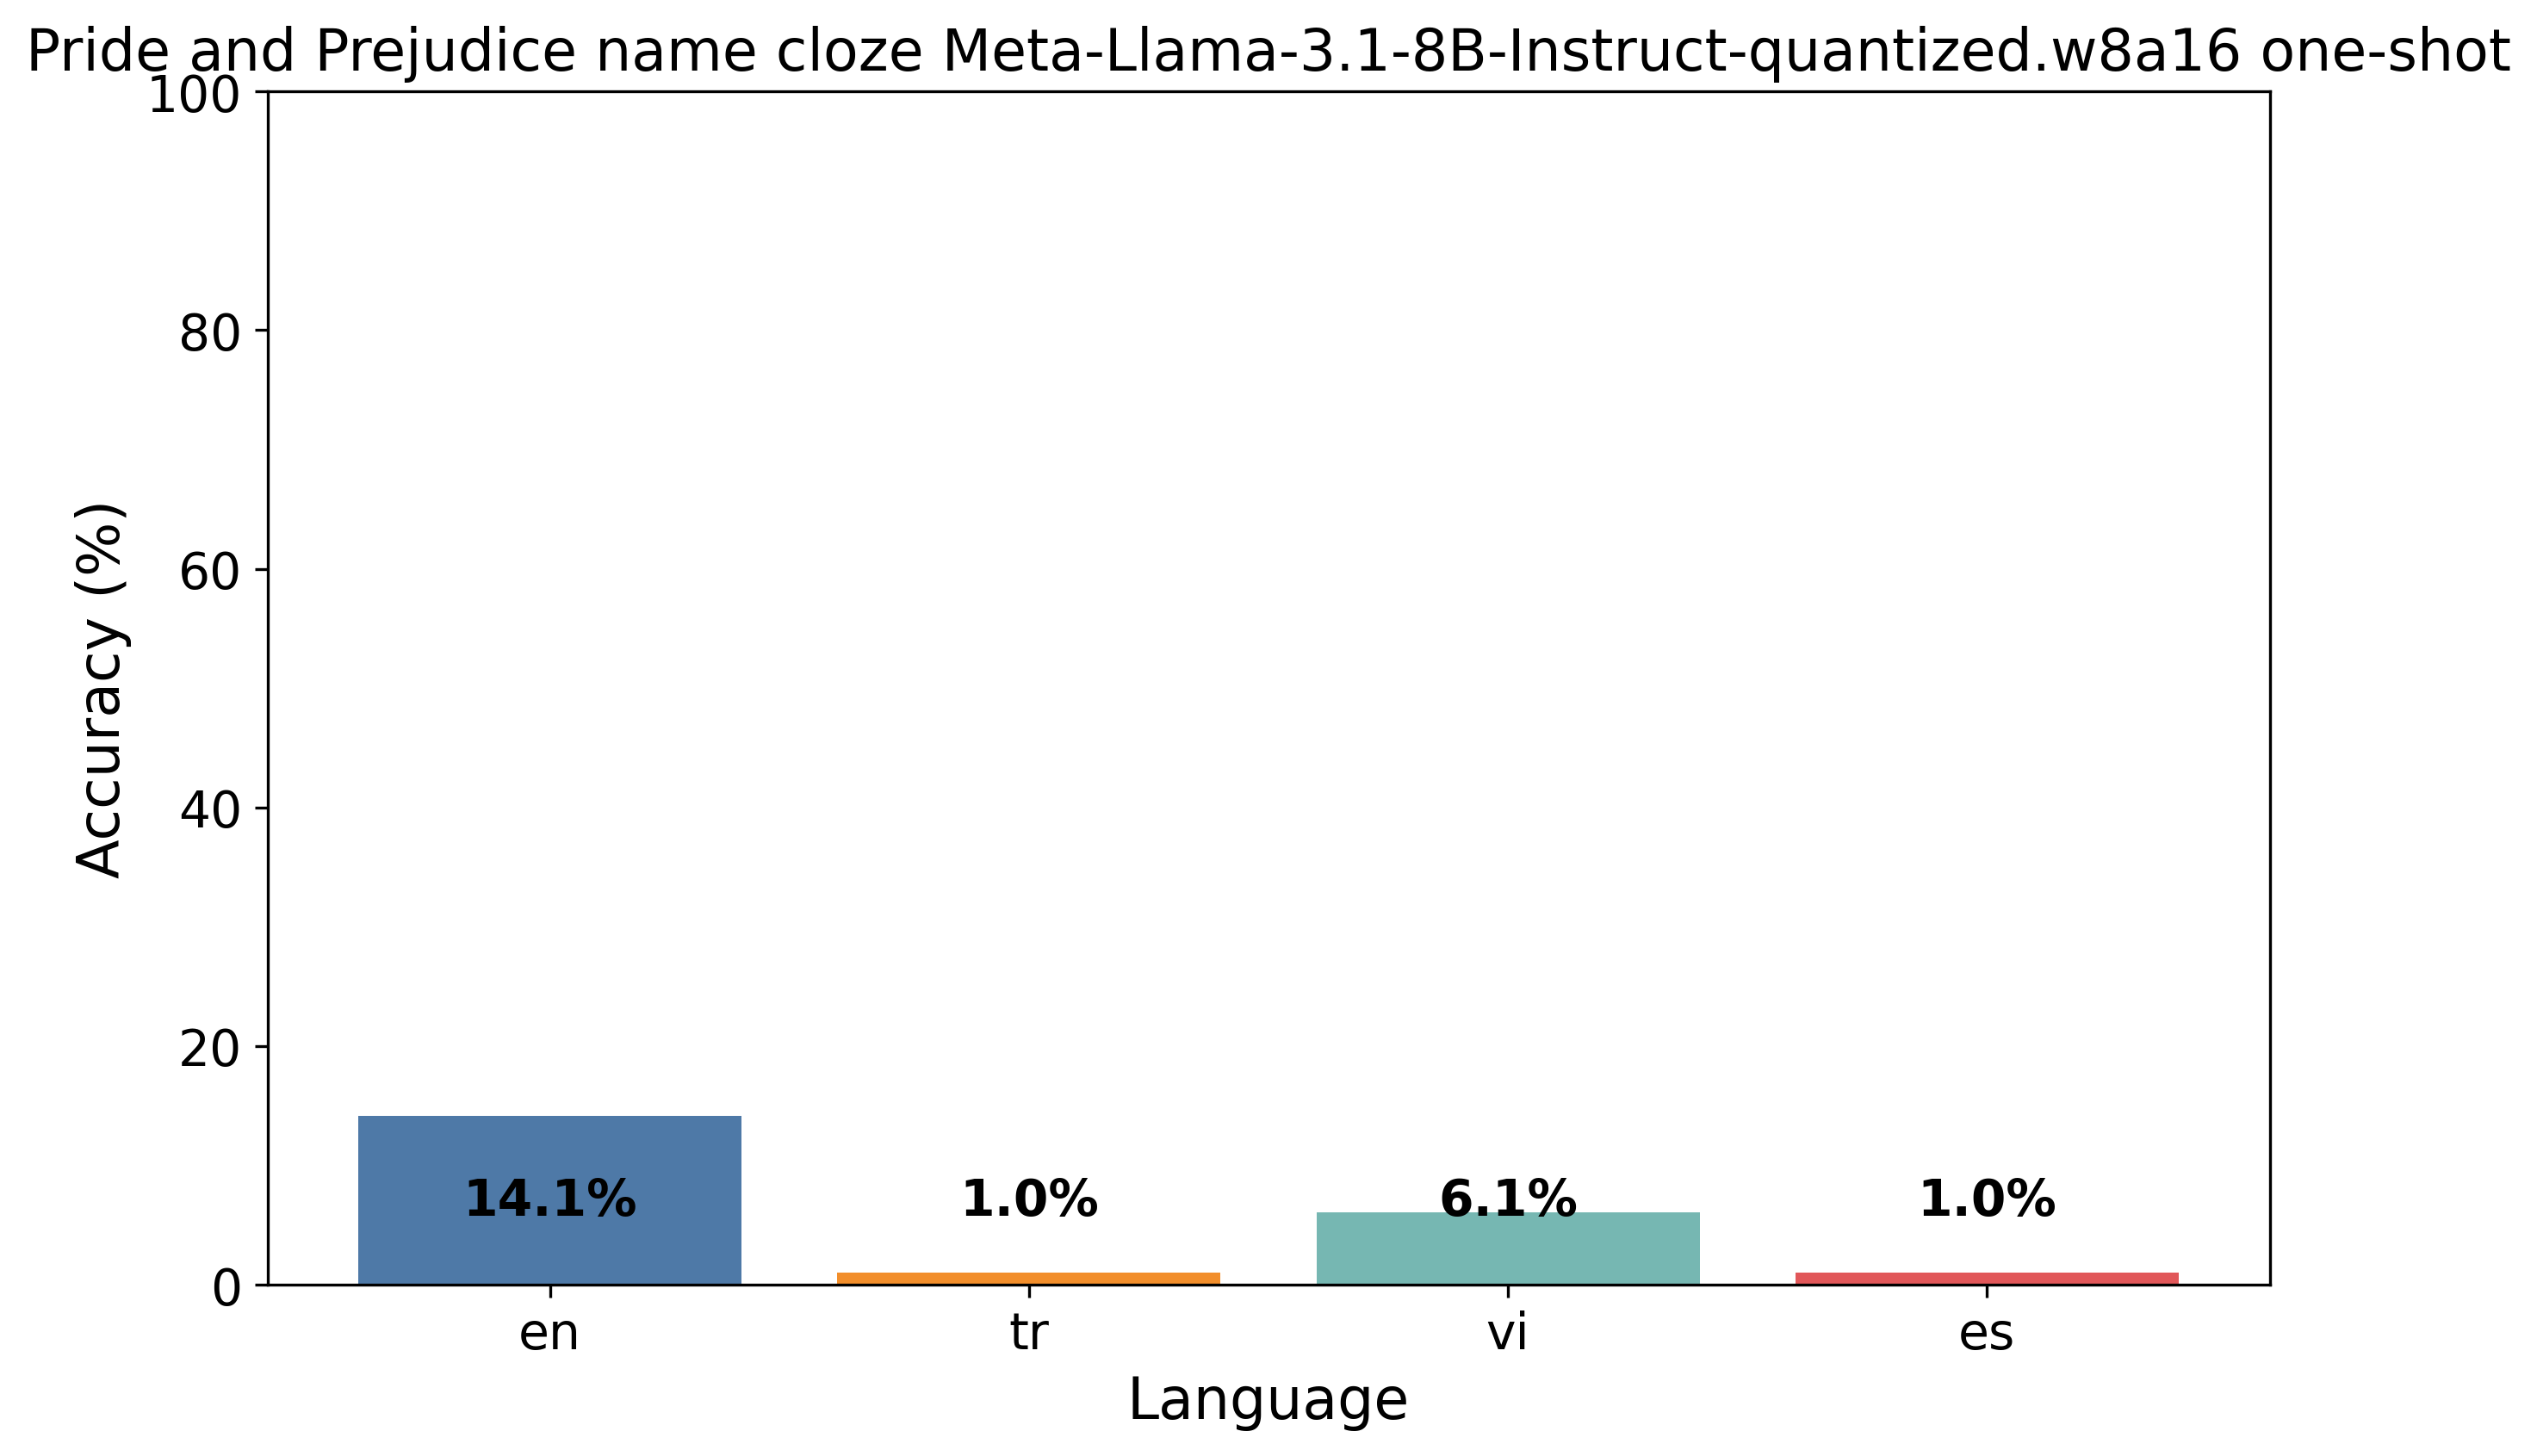 Pride and Prejudice name cloze Meta-Llama-3.1-8B-Instruct-quantized.w8a16 one-shot
100
80
60
40
20
0
Accuracy (%)
14.1%
1.0%
6.1%
1.0%
en
tr
vi
es
Language